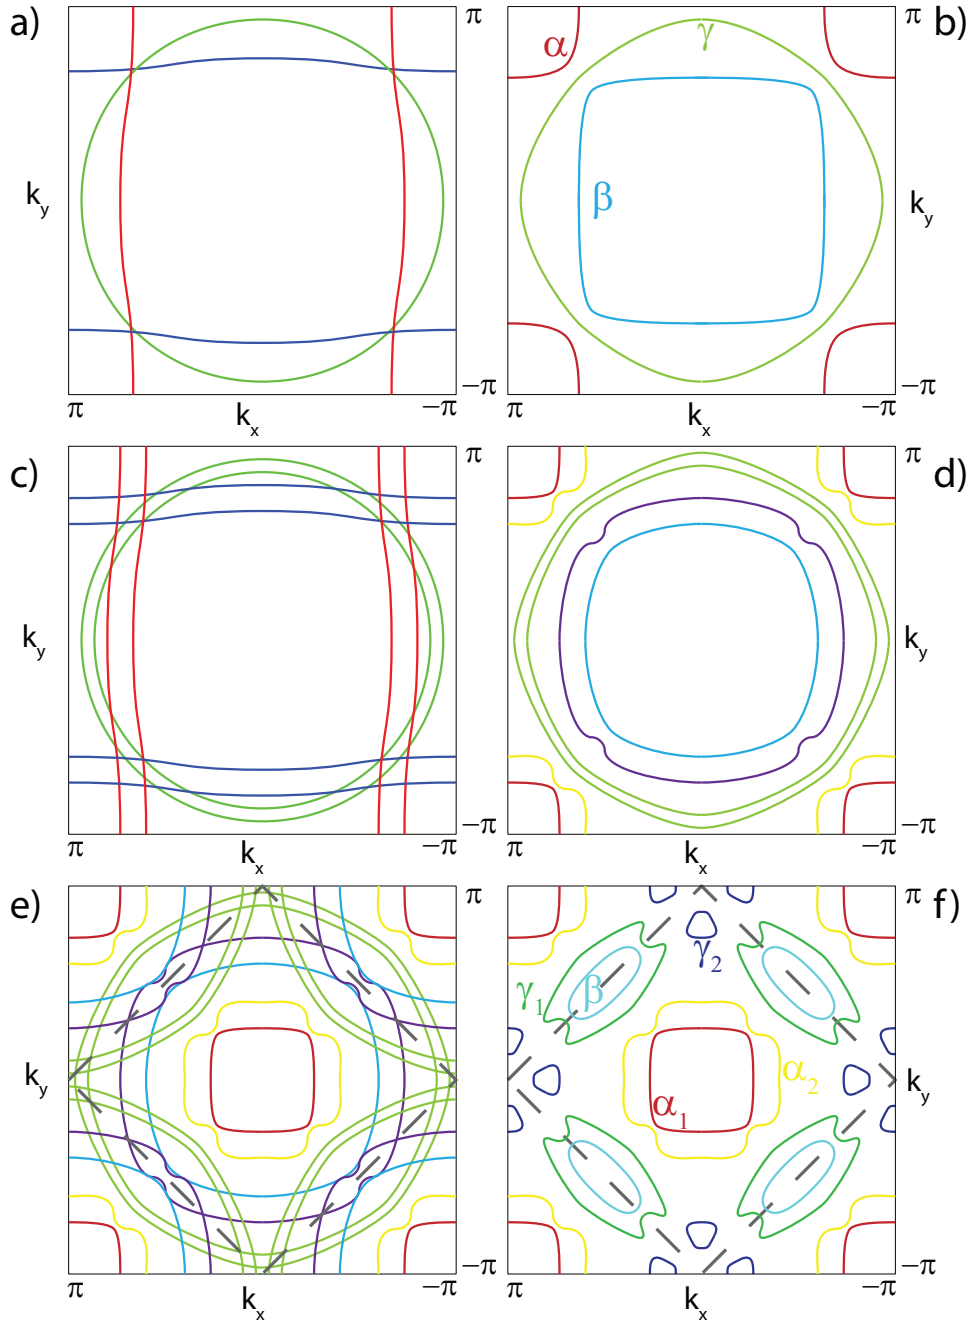 a)
π
α
γ
b)
k_y
β
k_y
−π
π
k_x
−π
π
k_x
−π
c)
π
π
d)
k_y
k_y
−π
−π
π
k_x
−π
π
k_x
−π
e)
π
π
f)
γ_2
γ_1
β
k_y
α_2
k_y
α_1
−π
−π
π
k_x
−π
π
k_x
−π